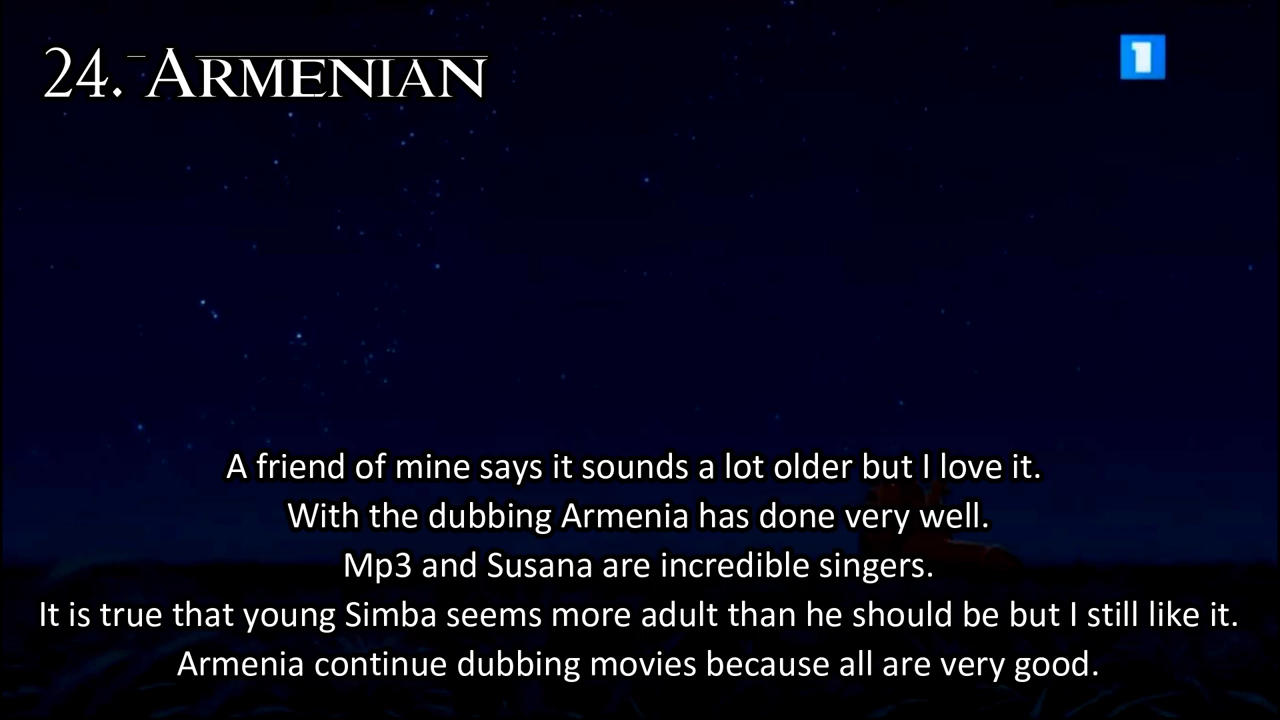 24. ARMENIAN
1
A friend of mine says it sounds a lot older but I love it.
With the dubbing Armenia has done very well.
Mp3 and Susana are incredible singers.
It is true that young Simba seems more adult than he should be but I still like it.
Armenia continue dubbing movies because all are very good.